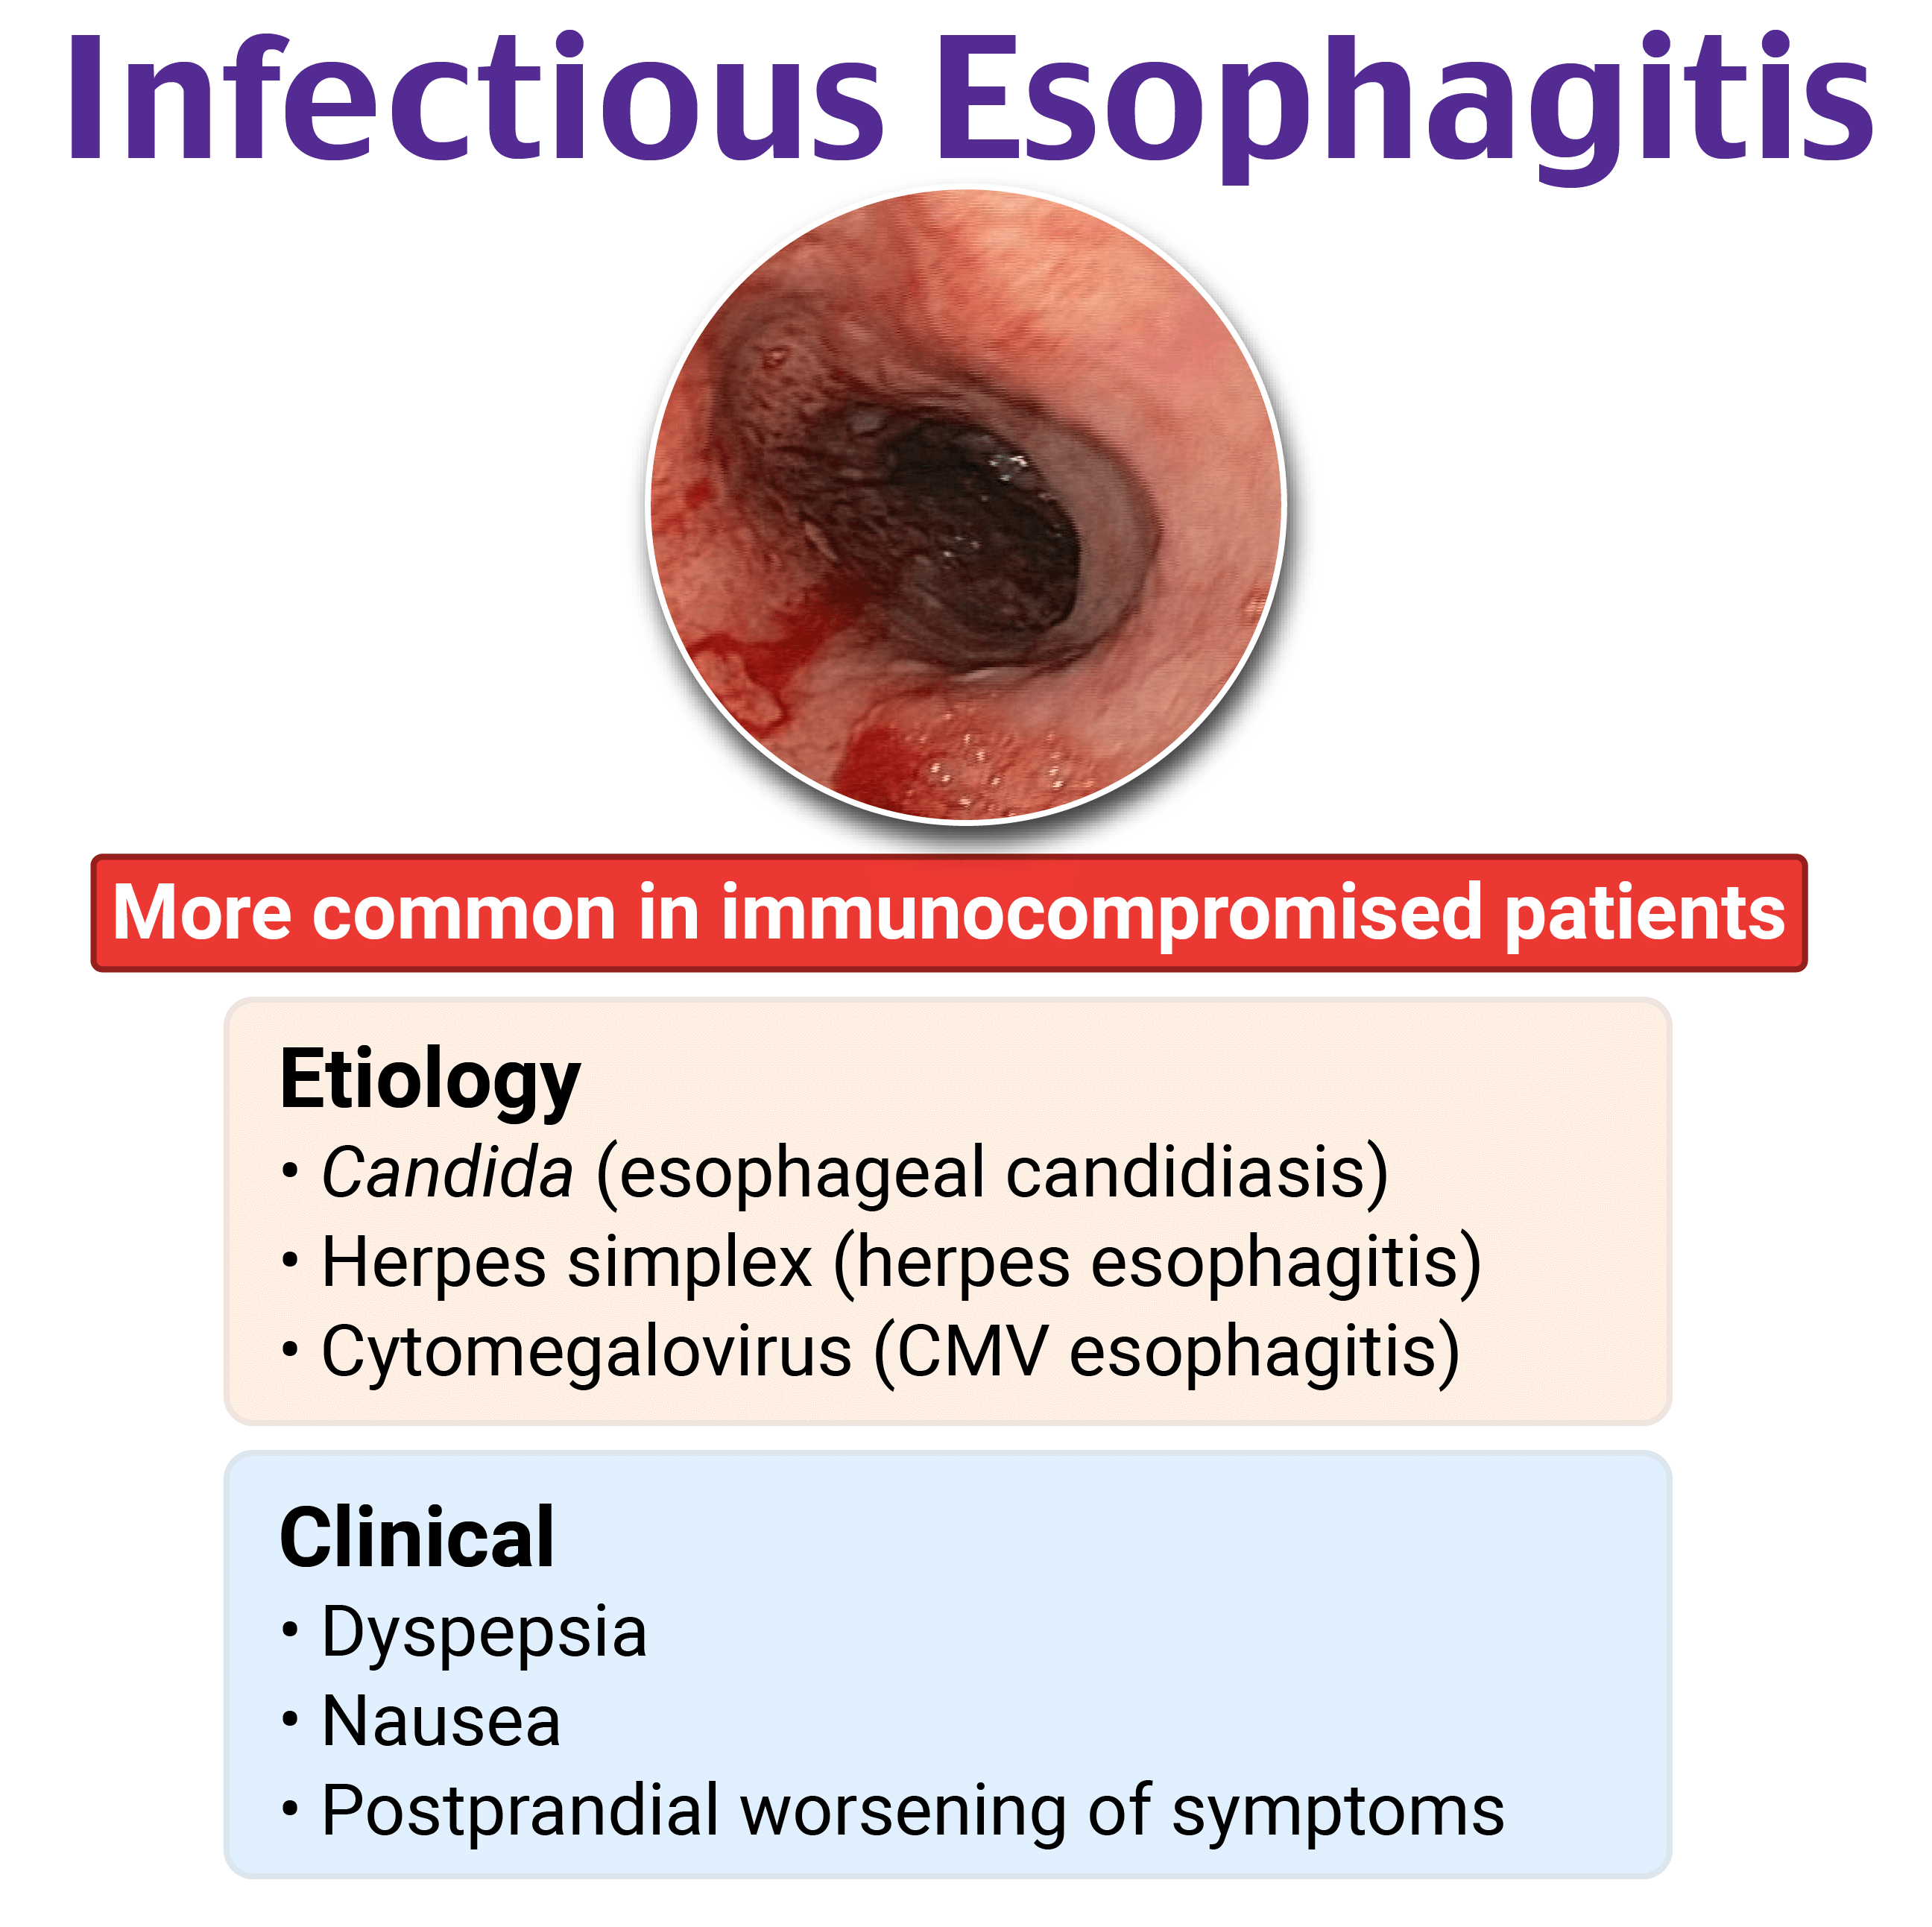 Infectious Esophagitis
More common in immunocompromised patients
Etiology
• Candida (esophageal candidiasis)
• Herpes simplex (herpes esophagitis)
• Cytomegalovirus (CMV esophagitis)
Clinical
• Dyspepsia
• Nausea
• Postprandial worsening of symptoms